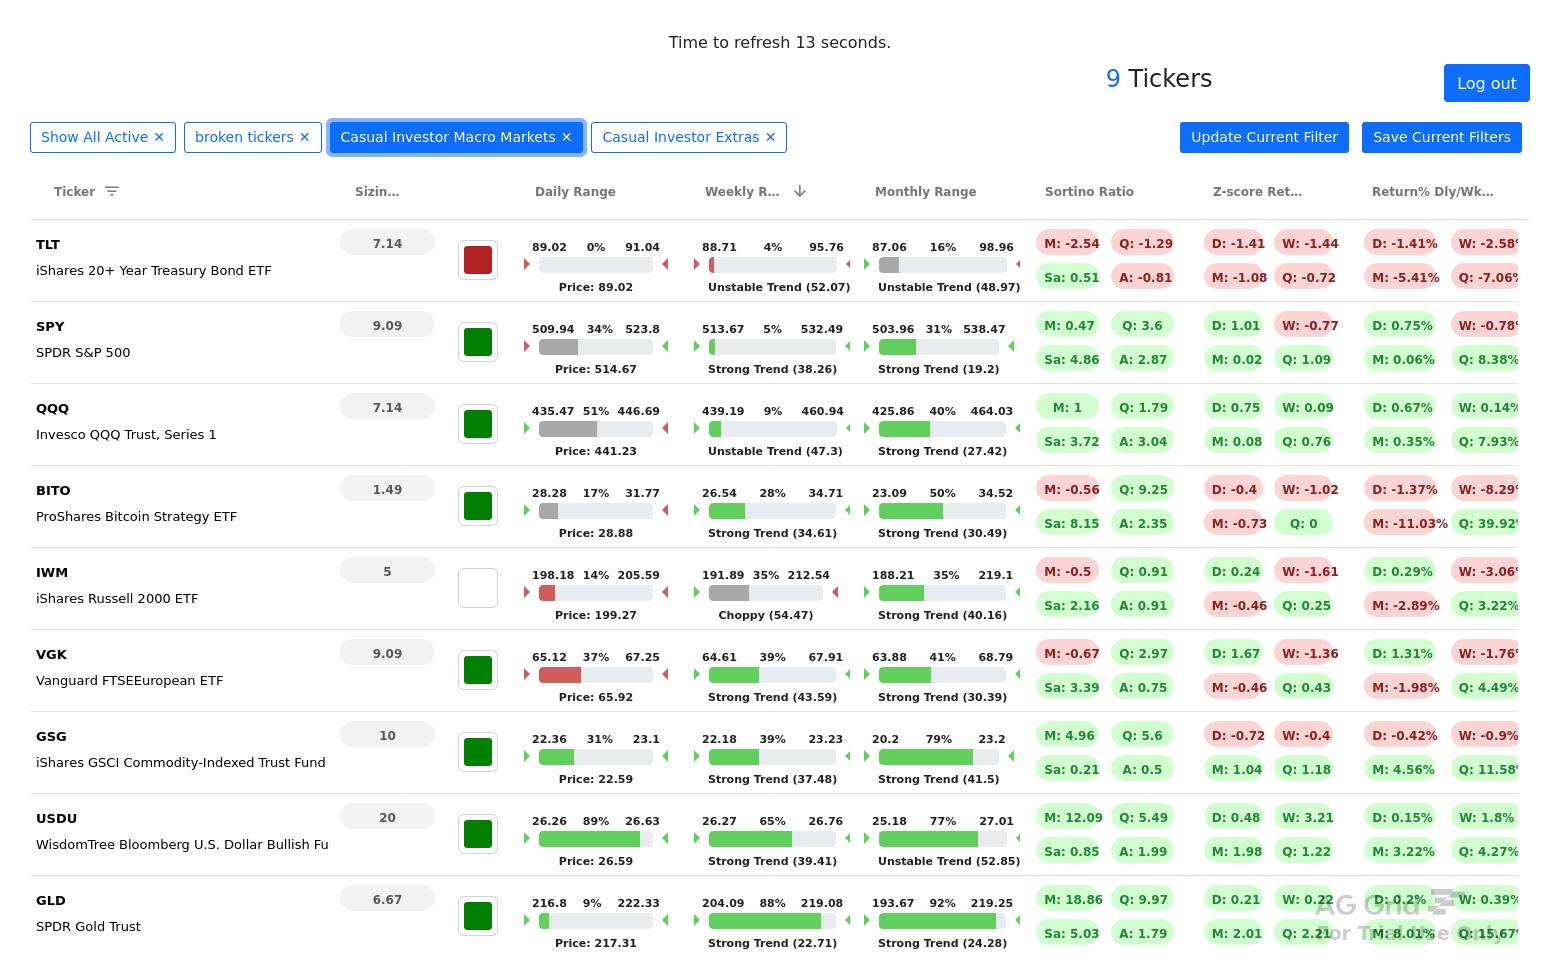 Time to refresh 13 seconds.
9 Tickers
Log out
Show All Active ✕ broken tickers ✕ Casual Investor Macro Markets ✕ Casual Investor Extras ✕ Update Current Filter Save Current Filters
Ticker Sizin... Daily Range Weekly R... Monthly Range Sortino Ratio Z-score Ret... Return% Dly/Wk...
TLT 7.14 M: -2.54 Q: -1.29 D: -1.41 W: -1.44 D: -1.41% W: -2.58%
89.02 0% 91.04 88.71 4% 95.76 87.06 16% 98.96
iShares 20+ Year Treasury Bond ETF Sa: 0.51 A: -0.81 M: -1.08 Q: -0.72 M: -5.41% Q: -7.06%
Price: 89.02 Unstable Trend (52.07) Unstable Trend (48.97)
SPY 9.09 M: 0.47 Q: 3.6 D: 1.01 W: -0.77 D: 0.75% W: -0.78%
509.94 34% 523.8 513.67 5% 532.49 503.96 31% 538.47
SPDR S&P 500 Sa: 4.86 A: 2.87 M: 0.02 Q: 1.09 M: 0.06% Q: 8.38%
Price: 514.67 Strong Trend (38.26) Strong Trend (19.2)
QQQ 7.14 M: 1 Q: 1.79 D: 0.75 W: 0.09 D: 0.67% W: 0.14%
435.47 51% 446.69 439.19 9% 460.94 425.86 40% 464.03
Invesco QQQ Trust, Series 1 Sa: 3.72 A: 3.04 M: 0.08 Q: 0.76 M: 0.35% Q: 7.93%
Price: 441.23 Unstable Trend (47.3) Strong Trend (27.42)
BITO 1.49 M: -0.56 Q: 9.25 D: -0.4 W: -1.02 D: -1.37% W: -8.29%
28.28 17% 31.77 26.54 28% 34.71 23.09 50% 34.52
ProShares Bitcoin Strategy ETF Sa: 8.15 A: 2.35 M: -0.73 Q: 0 M: -11.03% Q: 39.92%
Price: 28.88 Strong Trend (34.61) Strong Trend (30.49)
IWM 5 M: -0.5 Q: 0.91 D: 0.24 W: -1.61 D: 0.29% W: -3.06%
198.18 14% 205.59 191.89 35% 212.54 188.21 35% 219.1
iShares Russell 2000 ETF Sa: 2.16 A: 0.91 M: -0.46 Q: 0.25 M: -2.89% Q: 3.22%
Price: 199.27 Choppy (54.47) Strong Trend (40.16)
VGK 9.09 M: -0.67 Q: 2.97 D: 1.67 W: -1.36 D: 1.31% W: -1.76%
65.12 37% 67.25 64.61 39% 67.91 63.88 41% 68.79
Vanguard FTSEEuropean ETF Sa: 3.39 A: 0.75 M: -0.46 Q: 0.43 M: -1.98% Q: 4.49%
Price: 65.92 Strong Trend (43.59) Strong Trend (30.39)
GSG 10 M: 4.96 Q: 5.6 D: -0.72 W: -0.4 D: -0.42% W: -0.9%
22.36 31% 23.1 22.18 39% 23.23 20.2 79% 23.2
iShares GSCI Commodity-Indexed Trust Fund Sa: 0.21 A: 0.5 M: 1.04 Q: 1.18 M: 4.56% Q: 11.58%
Price: 22.59 Strong Trend (37.48) Strong Trend (41.5)
USDU 20 M: 12.09 Q: 5.49 D: 0.48 W: 3.21 D: 0.15% W: 1.8%
26.26 89% 26.63 26.27 65% 26.76 25.18 77% 27.01
WisdomTree Bloomberg U.S. Dollar Bullish Fu Sa: 0.85 A: 1.99 M: 1.98 Q: 1.22 M: 3.22% Q: 4.27%
Price: 26.59 Strong Trend (39.41) Unstable Trend (52.85)
GLD 6.67 M: 18.86 Q: 9.97 D: 0.21 W: 0.22 D: 0.2% W: 0.39%
216.8 9% 222.33 204.09 88% 219.08 193.67 92% 219.25
AG Grid
SPDR Gold Trust Sa: 5.03 A: 1.79 M: 2.01 Q: 2.21 M: 8.01% Q: 15.67%
For Trial Use Only
Price: 217.31 Strong Trend (22.71) Strong Trend (24.28)